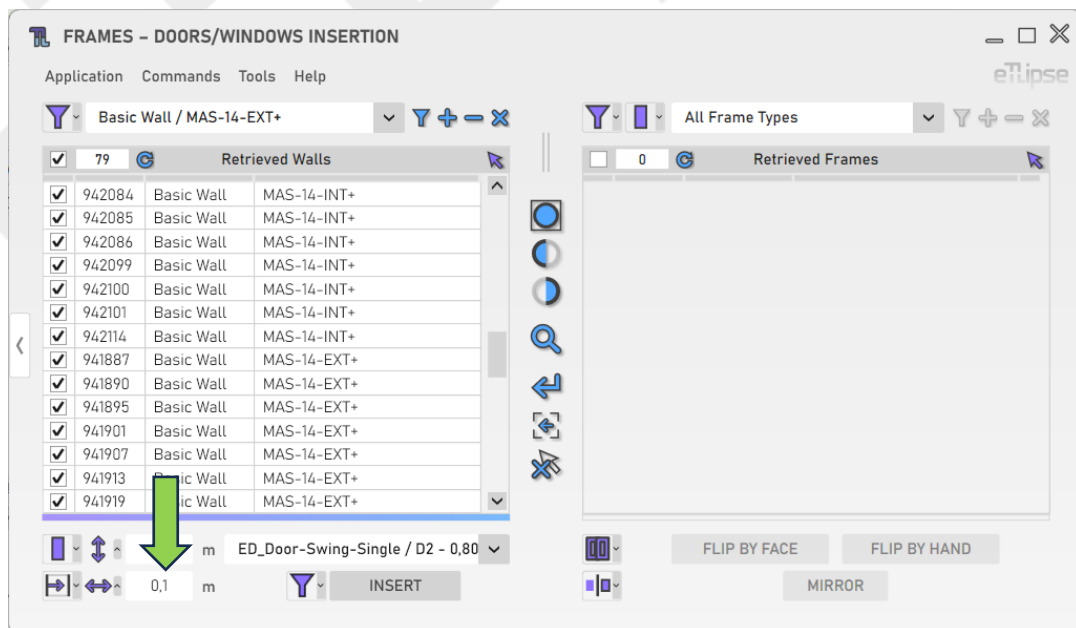 FRAMES – DOORS/WINDOWS INSERTION
Application Commands Tools Help
eTLipse
Basic Wall / MAS-14-EXT+
All Frame Types
79 Retrieved Walls
0 Retrieved Frames
942084 Basic Wall MAS-14-INT+
942085 Basic Wall MAS-14-INT+
942086 Basic Wall MAS-14-INT+
942099 Basic Wall MAS-14-INT+
942100 Basic Wall MAS-14-INT+
942101 Basic Wall MAS-14-INT+
942114 Basic Wall MAS-14-INT+
941887 Basic Wall MAS-14-EXT+
941890 Basic Wall MAS-14-EXT+
941895 Basic Wall MAS-14-EXT+
941901 Basic Wall MAS-14-EXT+
941907 Basic Wall MAS-14-EXT+
941913 Wall MAS-14-EXT+
941919 Wall MAS-14-EXT+
m ED_Door-Swing-Single / D2 - 0,80
FLIP BY FACE FLIP BY HAND
0,1 m INSERT
MIRROR